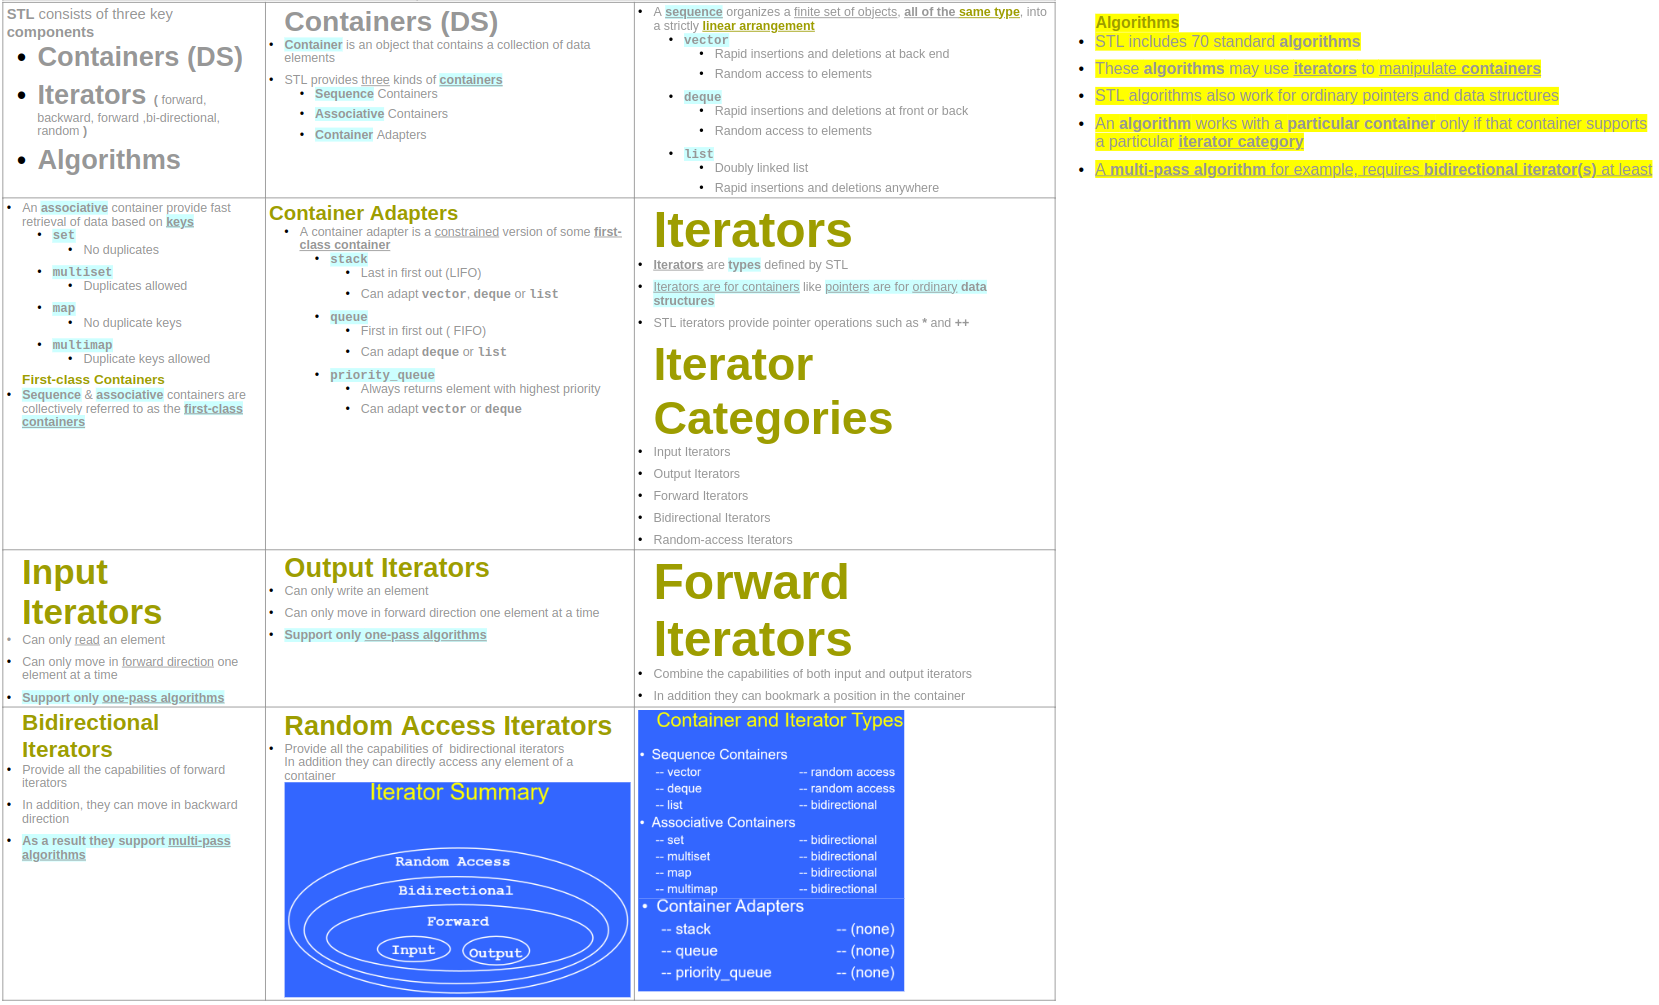 STL consists of three key
components
• Containers (DS)
• Iterators ( forward,
backward, forward ,bi-directional,
random )
• Algorithms
Containers (DS)
• Container is an object that contains a collection of data
elements
• STL provides three kinds of containers
• Sequence Containers
• Associative Containers
• Container Adapters
• A sequence organizes a finite set of objects, all of the same type, into
a strictly linear arrangement
• vector
• Rapid insertions and deletions at back end
• Random access to elements
• deque
• Rapid insertions and deletions at front or back
• Random access to elements
• list
• Doubly linked list
• Rapid insertions and deletions anywhere
Algorithms
• STL includes 70 standard algorithms
• These algorithms may use iterators to manipulate containers
• STL algorithms also work for ordinary pointers and data structures
• An algorithm works with a particular container only if that container supports
a particular iterator category
• A multi-pass algorithm for example, requires bidirectional iterator(s) at least
• An associative container provide fast
retrieval of data based on keys
• set
• No duplicates
• multiset
• Duplicates allowed
• map
• No duplicate keys
• multimap
• Duplicate keys allowed
First-class Containers
• Sequence & associative containers are
collectively referred to as the first-class
containers
Container Adapters
• A container adapter is a constrained version of some first-
class container
• stack
• Last in first out (LIFO)
• Can adapt vector, deque or list
• queue
• First in first out ( FIFO)
• Can adapt deque or list
• priority_queue
• Always returns element with highest priority
• Can adapt vector or deque
Iterators
• Iterators are types defined by STL
• Iterators are for containers like pointers are for ordinary data
structures
• STL iterators provide pointer operations such as * and ++
Iterator
Categories
• Input Iterators
• Output Iterators
• Forward Iterators
• Bidirectional Iterators
• Random-access Iterators
Input
Iterators
• Can only read an element
• Can only move in forward direction one
element at a time
• Support only one-pass algorithms
Output Iterators
• Can only write an element
• Can only move in forward direction one element at a time
• Support only one-pass algorithms
Forward
Iterators
• Combine the capabilities of both input and output iterators
• In addition they can bookmark a position in the container
Bidirectional
Iterators
• Provide all the capabilities of forward
iterators
• In addition, they can move in backward
direction
• As a result they support multi-pass
algorithms
Random Access Iterators
• Provide all the capabilities of  bidirectional iterators
In addition they can directly access any element of a
container
Iterator Summary
Random Access
Bidirectional
Forward
Input Output
Container and Iterator Types
• Sequence Containers
-- vector -- random access
-- deque -- random access
-- list -- bidirectional
• Associative Containers
-- set -- bidirectional
-- multiset -- bidirectional
-- map -- bidirectional
-- multimap -- bidirectional
• Container Adapters
-- stack -- (none)
-- queue -- (none)
-- priority_queue -- (none)